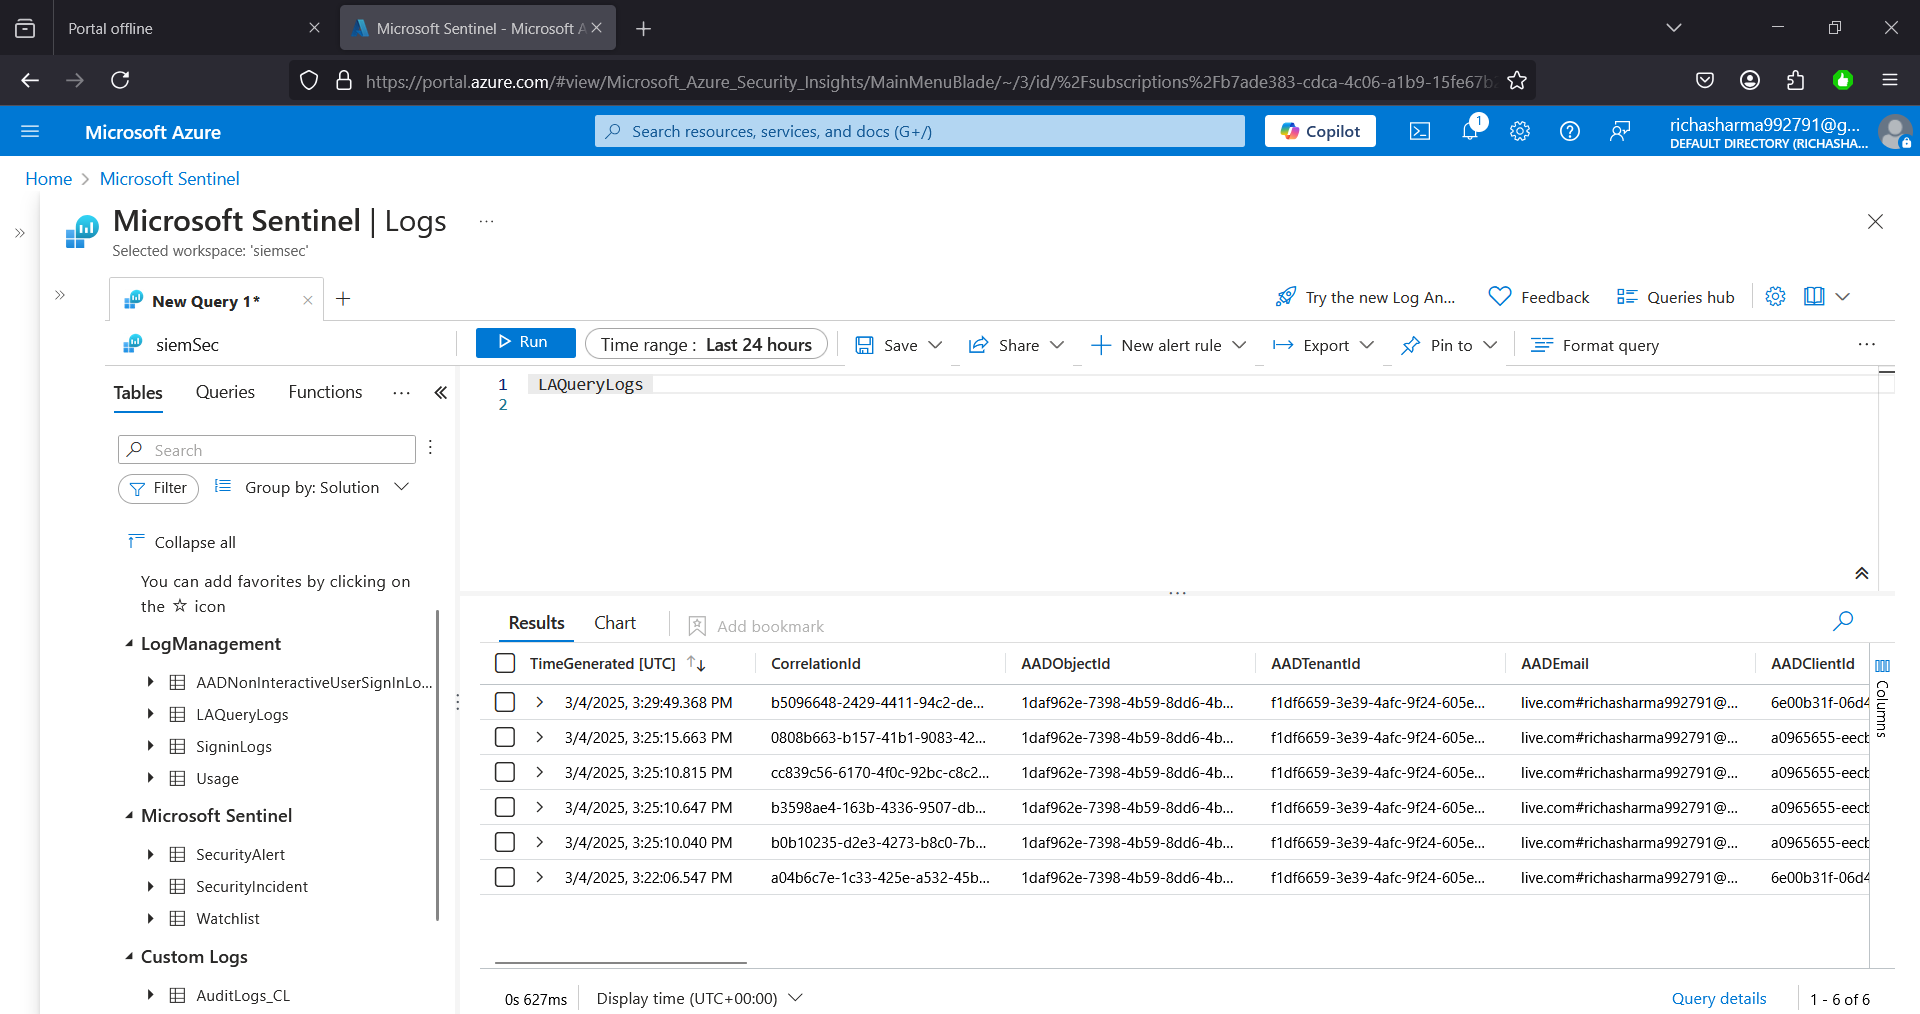 Portal offline
Microsoft Sentinel - Microsoft A
https://portal.azure.com/#view/Microsoft_Azure_Security_Insights/MainMenuBlade/~/3/id/%2Fsubscriptions%2Fb7ade383-cdca-4c06-a1b9-15fe67b
Microsoft Azure
Search resources, services, and docs (G+/)
Copilot
1
richasharma992791@g...
DEFAULT DIRECTORY (RICHASHA...
Home > Microsoft Sentinel
Microsoft Sentinel | Logs ...
Selected workspace: 'siemsec'
New Query 1*
Try the new Log An...
Feedback
Queries hub
siemSec
Run
Time range : Last 24 hours
Save
Share
New alert rule
Export
Pin to
Format query
...
Tables
Queries
Functions
...
1 LAQueryLogs
2
Search
Filter
Group by: Solution
Collapse all
You can add favorites by clicking on
the ☆ icon
LogManagement
AADNonInteractiveUserSignInLo...
LAQueryLogs
SigninLogs
Usage
Microsoft Sentinel
SecurityAlert
SecurityIncident
Watchlist
Custom Logs
AuditLogs_CL
Results
Chart
Add bookmark
TimeGenerated [UTC] CorrelationId AADObjectId AADTenantId AADEmail AADClientId
3/4/2025, 3:29:49.368 PM b5096648-2429-4411-94c2-de... 1daf962e-7398-4b59-8dd6-4b... f1df6659-3e39-4afc-9f24-605e... live.com#richasharma992791@... 6e00b31f-06d4
3/4/2025, 3:25:15.663 PM 0808b663-b157-41b1-9083-42... 1daf962e-7398-4b59-8dd6-4b... f1df6659-3e39-4afc-9f24-605e... live.com#richasharma992791@... a0965655-eecb
3/4/2025, 3:25:10.815 PM cc839c56-6170-4f0c-92bc-c8c2... 1daf962e-7398-4b59-8dd6-4b... f1df6659-3e39-4afc-9f24-605e... live.com#richasharma992791@... a0965655-eecb
3/4/2025, 3:25:10.647 PM b3598ae4-163b-4336-9507-db... 1daf962e-7398-4b59-8dd6-4b... f1df6659-3e39-4afc-9f24-605e... live.com#richasharma992791@... a0965655-eecb
3/4/2025, 3:25:10.040 PM b0b10235-d2e3-4273-b8c0-7b... 1daf962e-7398-4b59-8dd6-4b... f1df6659-3e39-4afc-9f24-605e... live.com#richasharma992791@... a0965655-eecb
3/4/2025, 3:22:06.547 PM a04b6c7e-1c33-425e-a532-45b... 1daf962e-7398-4b59-8dd6-4b... f1df6659-3e39-4afc-9f24-605e... live.com#richasharma992791@... 6e00b31f-06d4
Columns
0s 627ms
Display time (UTC+00:00)
Query details
1 - 6 of 6